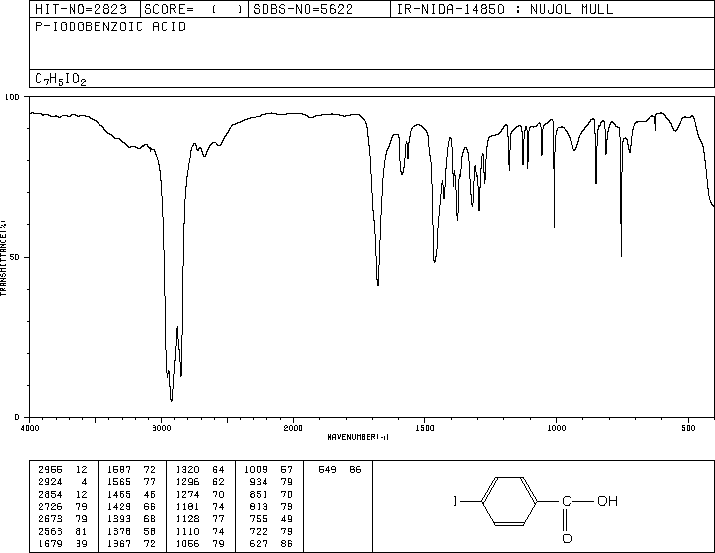 HIT-NO=2823 SCORE= ( ) SDBS-NO=5622 IR-NIDA-14850 : NUJOL MULL
P-IODOBENZOIC ACID
C7H5IO2
100
50
0
TRANSMITTANCE(%)
4000 3000 2000 1500 1000 500
WAVENUMBER(-1)
2956 12 1587 72 1320 64 1009 57 549 86
2924 4 1565 77 1296 62 934 79
2854 12 1465 46 1274 70 851 70
2726 79 1429 66 1181 74 813 79
2673 79 1393 68 1128 77 755 49
2563 81 1378 58 1110 74 722 79
1679 39 1367 72 1056 79 627 86
I C OH
O